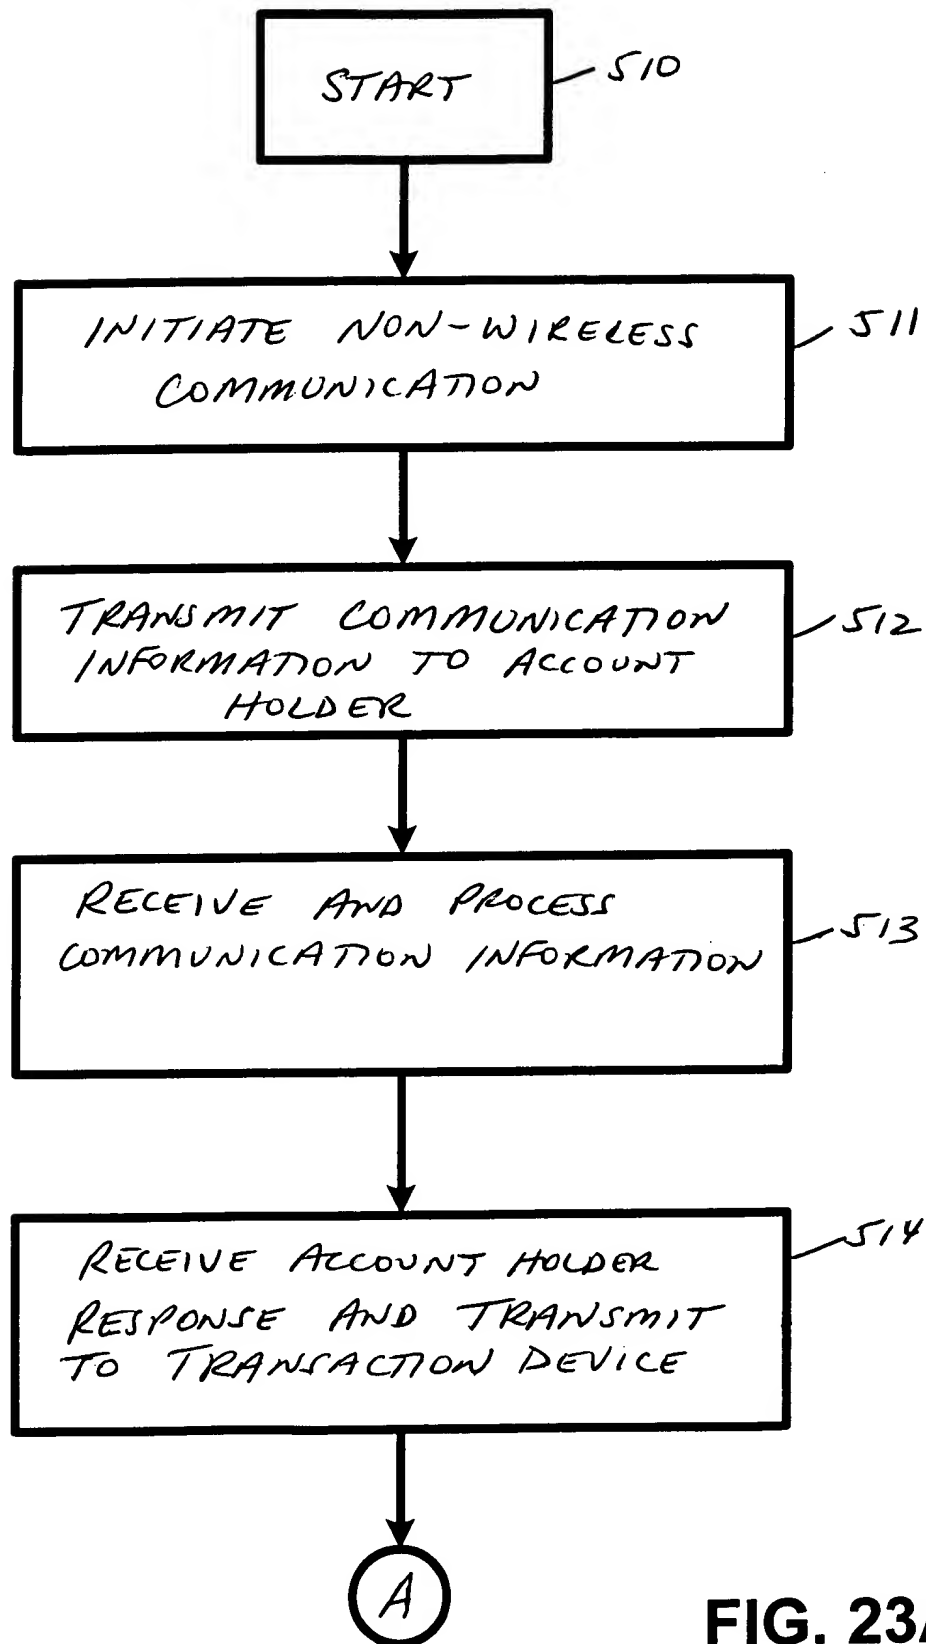 START
510
INITIATE NON-WIRELESS
COMMUNICATION
511
TRANSMIT COMMUNICATION
INFORMATION TO ACCOUNT
HOLDER
512
RECEIVE AND PROCESS
COMMUNICATION INFORMATION
513
RECEIVE ACCOUNT HOLDER
RESPONSE AND TRANSMIT
TO TRANSACTION DEVICE
514
A
FIG. 23A